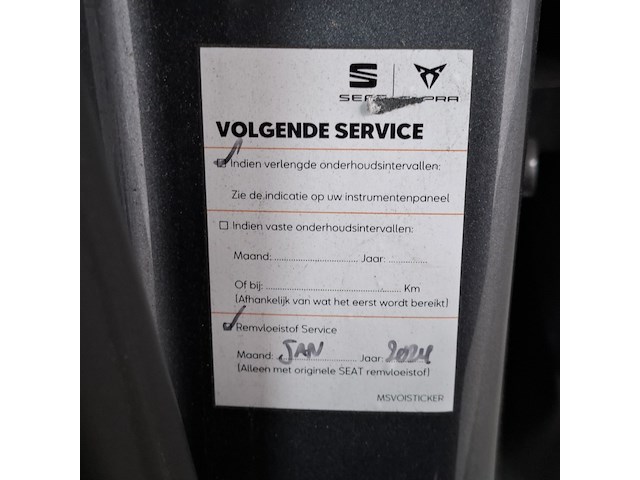 SEAT CUPRA
VOLGENDE SERVICE
Indien verlengde onderhoudsintervallen:
Zie de indicatie op uw instrumentenpaneel
Indien vaste onderhoudsintervallen:
Maand:.............................. Jaar: ..............
Of bij: ................................................ Km
(Afhankelijk van wat het eerst wordt bereikt)
Remvloeistof Service
Maand: JAN Jaar: 2024
(Alleen met originele SEAT remvloeistof)
MSVOISTICKER